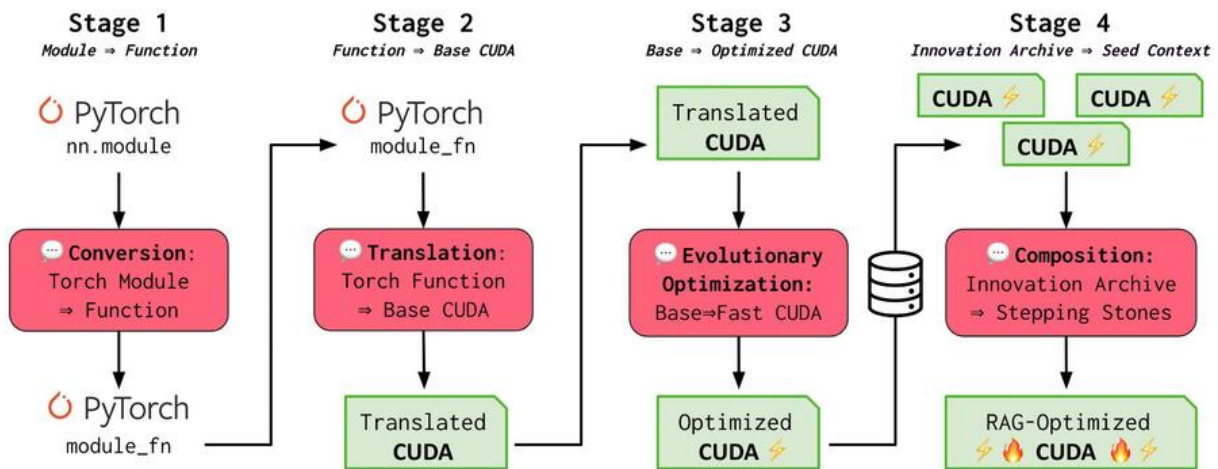 Stage 1
Module ⇒ Function
PyTorch
nn.module
Conversion:
Torch Module
⇒ Function
PyTorch
module_fn
Stage 2
Function ⇒ Base CUDA
PyTorch
module_fn
Translation:
Torch Function
⇒ Base CUDA
Translated
CUDA
Stage 3
Base ⇒ Optimized CUDA
Translated
CUDA
Evolutionary
Optimization:
Base⇒Fast CUDA
Optimized
CUDA ⚡
Stage 4
Innovation Archive ⇒ Seed Context
CUDA ⚡
CUDA ⚡
CUDA ⚡
Composition:
Innovation Archive
⇒ Stepping Stones
RAG-Optimized
⚡ 🔥 CUDA 🔥 ⚡